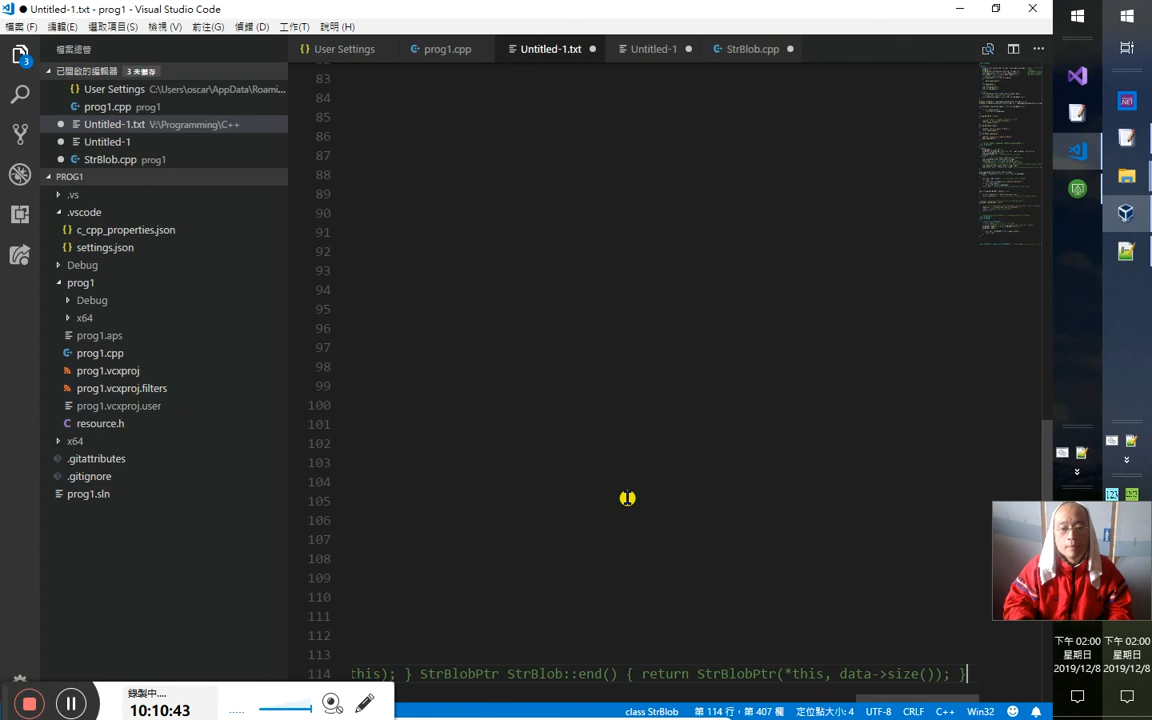 ● Untitled-1.txt - prog1 - Visual Studio Code
檔案 (F) 編輯(E) 選取項目(S) 檢視 (V) 前往(G) 偵錯 (D) 工作(T) 說明 (H)
檔案總管
User Settings
prog1.cpp
Untitled-1.txt ●
Untitled-1 ●
StrBlob.cpp ●
3
已開啟的編輯器 3 未儲存
User Settings C:\Users\oscar\AppData\Roami...
prog1.cpp prog1
Untitled-1.txt V:\Programming\C++
Untitled-1
StrBlob.cpp prog1
PROG1
.vs
.vscode
c_cpp_properties.json
settings.json
Debug
prog1
Debug
x64
prog1.aps
prog1.cpp
prog1.vcxproj
prog1.vcxproj.filters
prog1.vcxproj.user
resource.h
x64
.gitattributes
.gitignore
prog1.sln
83
84
85
86
87
88
89
90
91
92
93
94
95
96
97
98
99
100
101
102
103
104
105
106
107
108
109
110
111
112
113
114 this); } StrBlobPtr StrBlob::end() { return StrBlobPtr(*this, data->size()); }
錄製中...
10:10:43
class StrBlob 第 114 行，第 407 欄 定位點大小: 4 UTF-8 CRLF C++ Win32
.NET
123
下午 02:00
星期日
2019/12/8
下午 02:00
星期日
2019/12/8